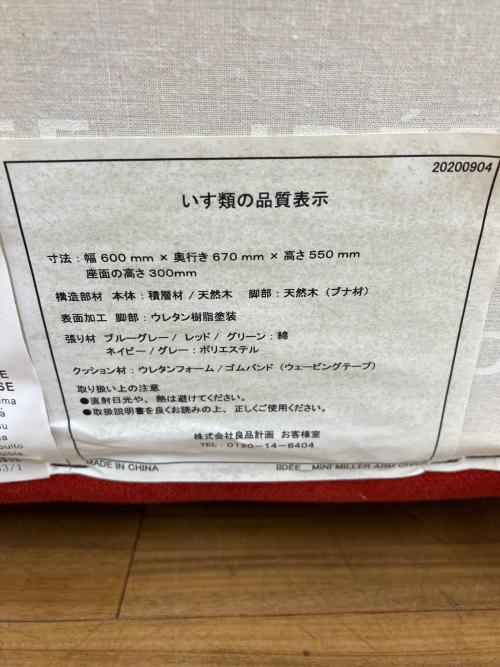 20200904
いす類の品質表示
寸法：幅 600 mm × 奥行き 670 mm × 高さ 550 mm
座面の高さ 300mm
構造部材 本体：積層材 / 天然木 脚部：天然木（ブナ材）
表面加工 脚部：ウレタン樹脂塗装
張り材 ブルーグレー / レッド / グリーン：綿
ネイビー / グレー：ポリエステル
クッション材：ウレタンフォーム / ゴムバンド（ウェービングテープ）
取り扱い上の注意
●直射日光や、熱は避けてください。
●取扱説明書を良くお読みの上、正しくご使用ください。
株式会社良品計画 お客様室
TEL：0120-14-6404
MADE IN CHINA IDEE MINI MILLER ARM